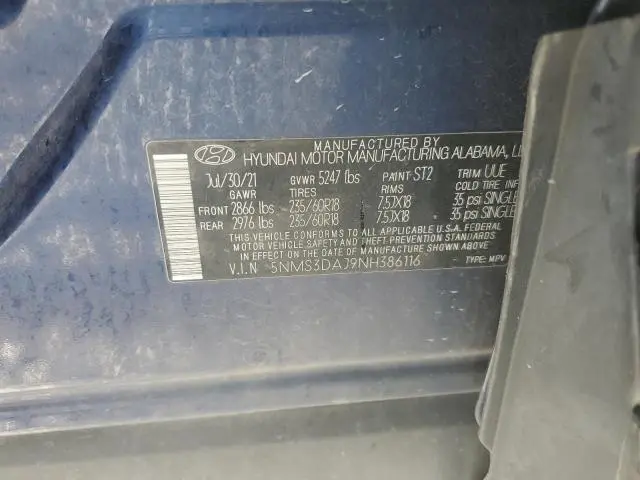 MANUFACTURED BY
HYUNDAI MOTOR MANUFACTURING ALABAMA, LL
Jul/30/21 GVWR 5247 lbs PAINT ST2 TRIM UUE
GAWR TIRES RIMS COLD TIRE
FRONT 2866 lbs 235/60R18 7.5JX18 35 psi SINGLE
REAR 2976 lbs 235/60R18 7.5JX18 35 psi SINGLE
THIS VEHICLE CONFORMS TO ALL APPLICABLE U.S.A. FEDERAL
MOTOR VEHICLE SAFETY AND THEFT PREVENTION STANDARDS
IN EFFECT ON THE DATE OF MANUFACTURE SHOWN ABOVE.
V.I.N 5NMS3DAJ9NH386116 TYPE: MPV